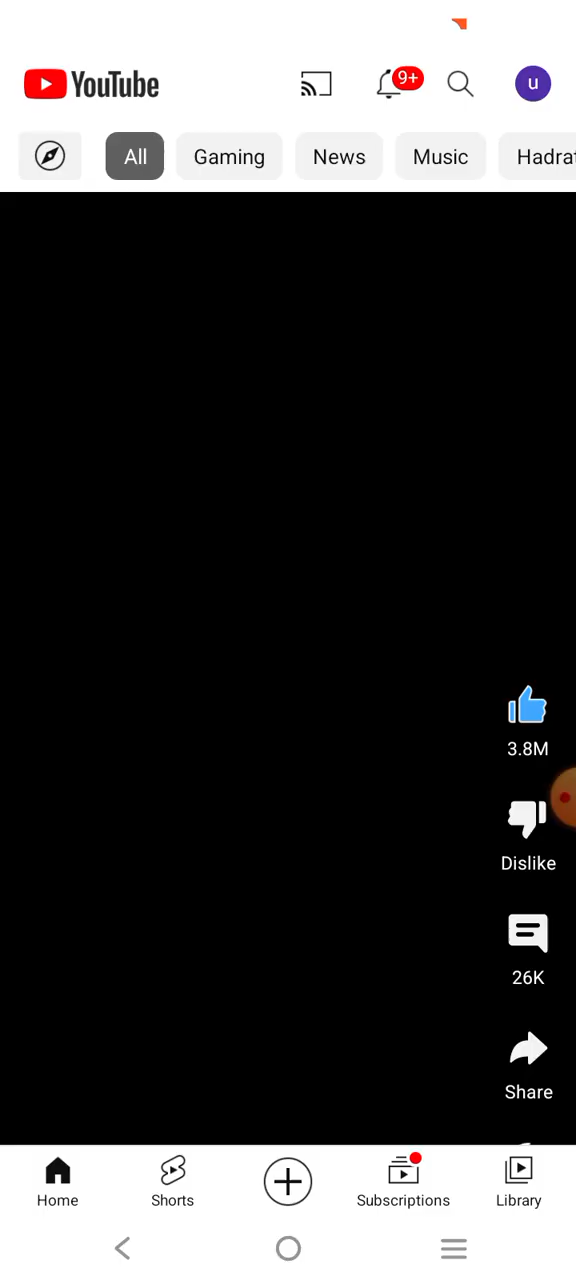 YouTube
9+
u
All
Gaming
News
Music
Hadrat
3.8M
Dislike
26K
Share
Home
Shorts
Subscriptions
Library